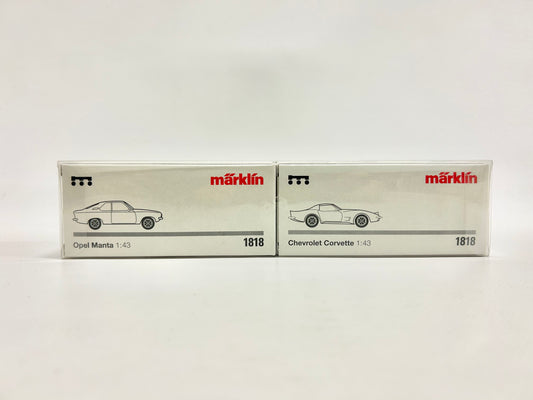 märklin
Opel Manta 1:43
1818
märklin
Chevrolet Corvette 1:43
1818